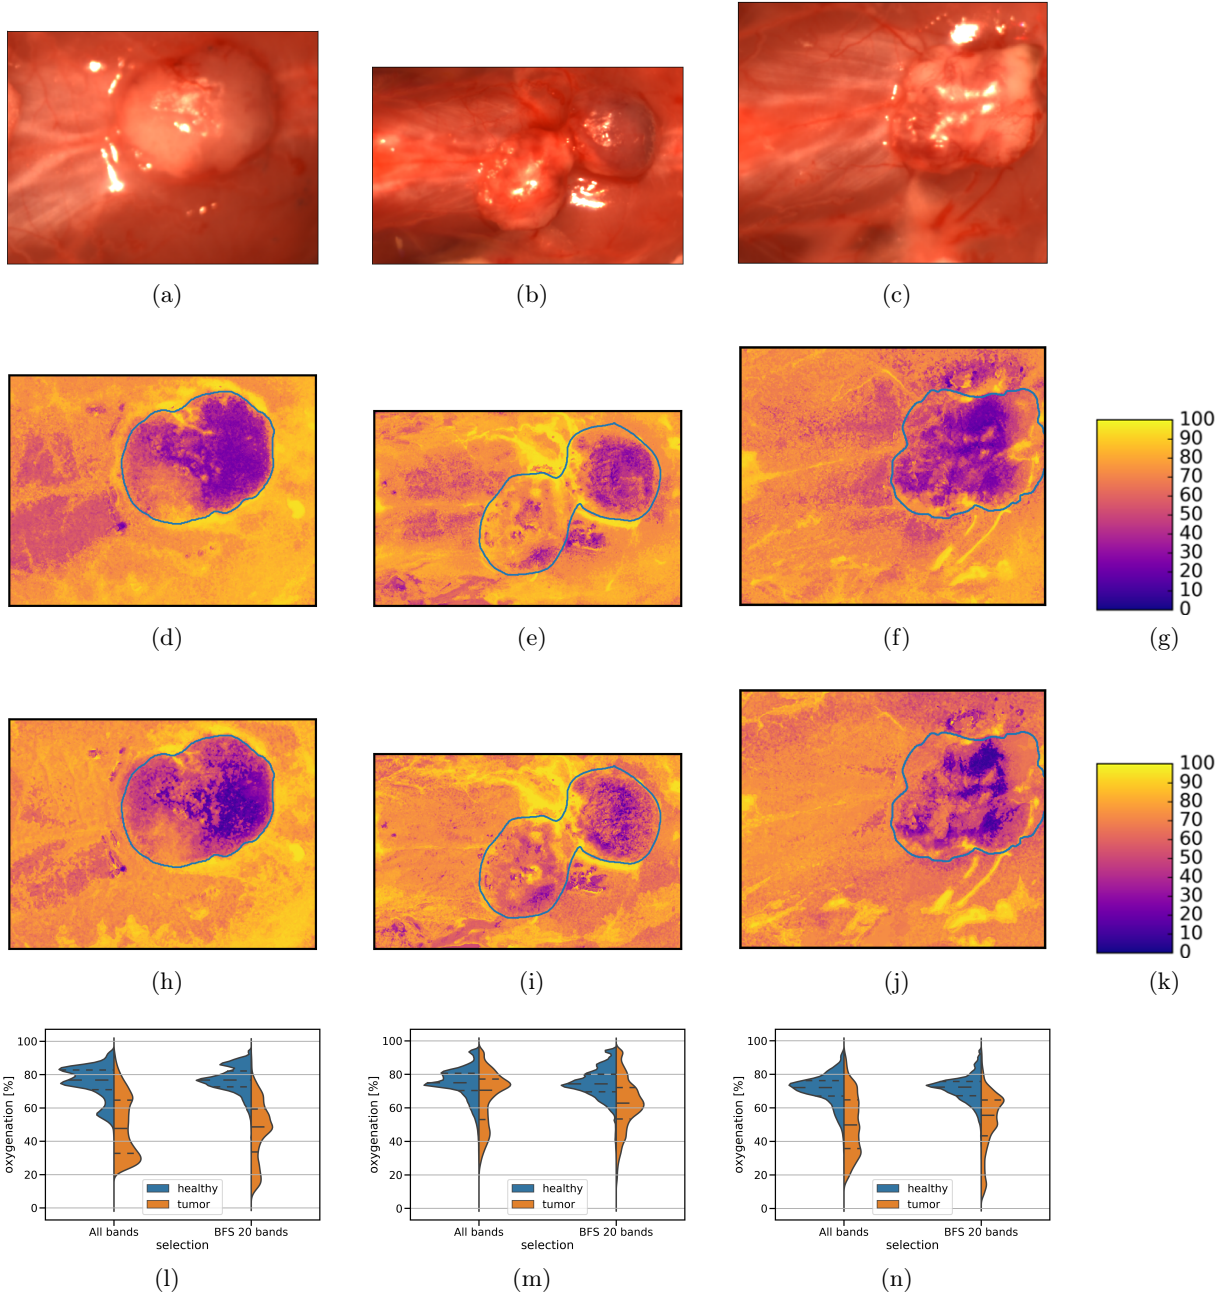 (a) (b) (c)
100
90
80
70
60
50
40
30
20
10
0
(d) (e) (f) (g)
100
90
80
70
60
50
40
30
20
10
0
(h) (i) (j) (k)
100
80
60
40
20
0
oxygenation [%]
healthy
tumor
All bands BFS 20 bands
selection
100
80
60
40
20
0
oxygenation [%]
healthy
tumor
All bands BFS 20 bands
selection
100
80
60
40
20
0
oxygenation [%]
healthy
tumor
All bands BFS 20 bands
selection
(l) (m) (n)